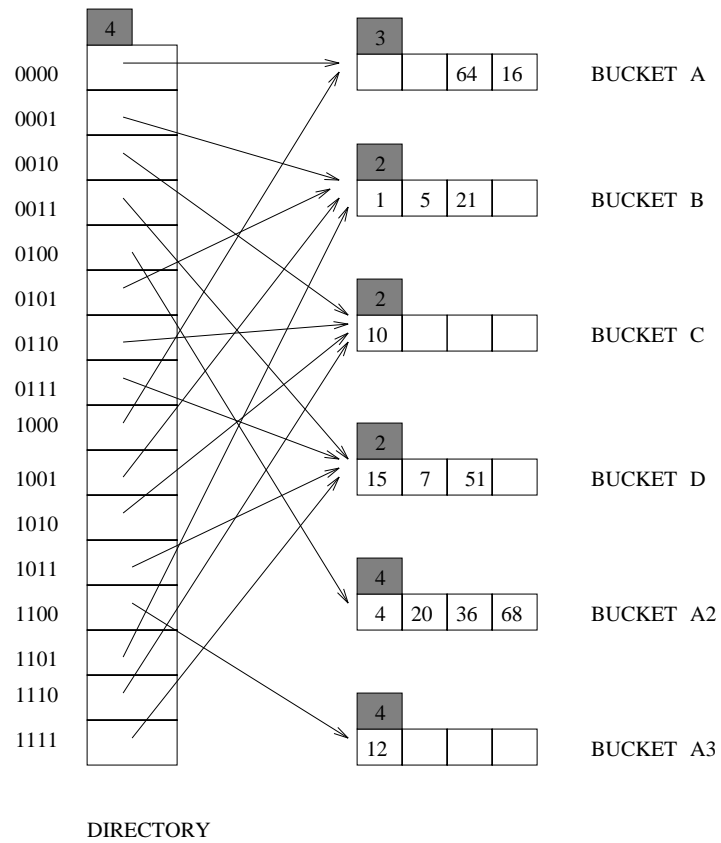 4
3
0000
64 16
BUCKET A
0001
0010
2
0011
1 5 21
BUCKET B
0100
0101
2
0110
10
BUCKET C
0111
1000
2
1001
15 7 51
BUCKET D
1010
1011
4
1100
4 20 36 68
BUCKET A2
1101
1110
4
1111
12
BUCKET A3
DIRECTORY